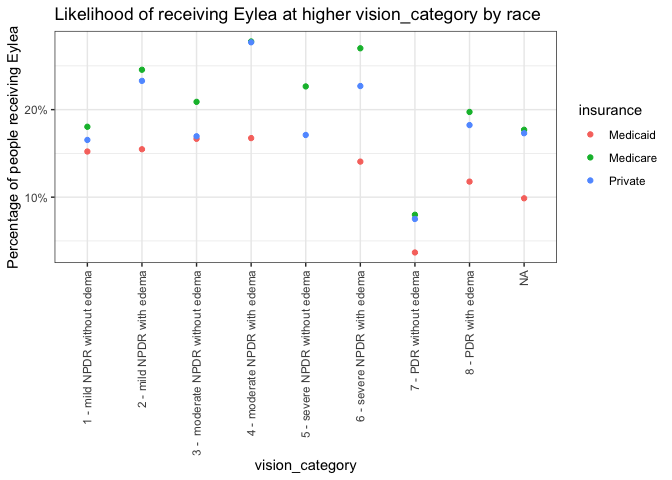 Likelihood of receiving Eylea at higher vision_category by race
Percentage of people receiving Eylea
20%
10%
1 - mild NPDR without edema
2 - mild NPDR with edema
3 -  moderate NPDR without edema
4 - moderate NPDR with edema
5 - severe NPDR without edema
6 - severe NPDR with edema
7 - PDR without edema
8 - PDR with edema
NA
vision_category
insurance
Medicaid
Medicare
Private